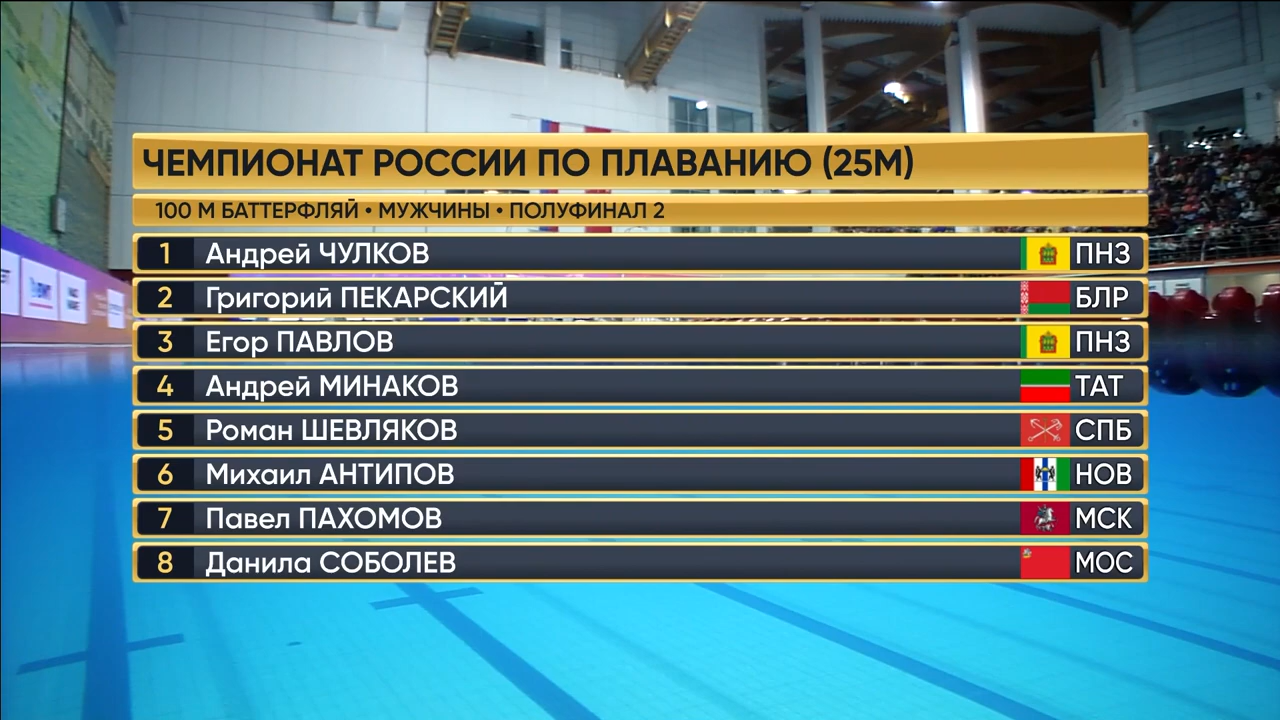 ЧЕМПИОНАТ РОССИИ ПО ПЛАВАНИЮ (25М)
100 М БАТТЕРФЛЯЙ • МУЖЧИНЫ • ПОЛУФИНАЛ 2
1 Андрей ЧУЛКОВ ПНЗ
2 Григорий ПЕКАРСКИЙ БЛР
3 Егор ПАВЛОВ ПНЗ
4 Андрей МИНАКОВ ТАТ
5 Роман ШЕВЛЯКОВ СПБ
6 Михаил АНТИПОВ НОВ
7 Павел ПАХОМОВ МСК
8 Данила СОБОЛЕВ МОС